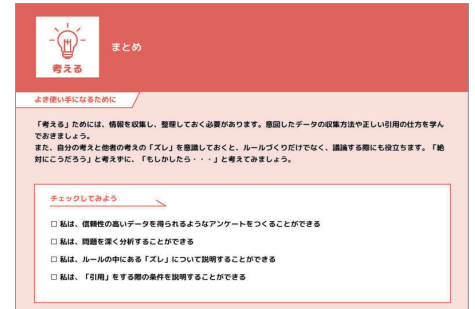 考える
まとめ
よき使い手になるために
「考える」ためには、情報を収集し、整理しておく必要があります。意図したデータの収集方法や正しい引用の仕方を学ん
でおきましょう。
また、自分の考えと他者の考えの「ズレ」を意識しておくと、ルールづくりだけでなく、議論する際にも役立ちます。「絶
対にこうだろう」と考えずに、「もしかしたら・・・」と考えてみましょう。
チェックしてみよう
□ 私は、信頼性の高いデータを得られるようなアンケートをつくることができる
□ 私は、問題を深く分析することができる
□ 私は、ルールの中にある「ズレ」について説明することができる
□ 私は、「引用」をする際の条件を説明することができる